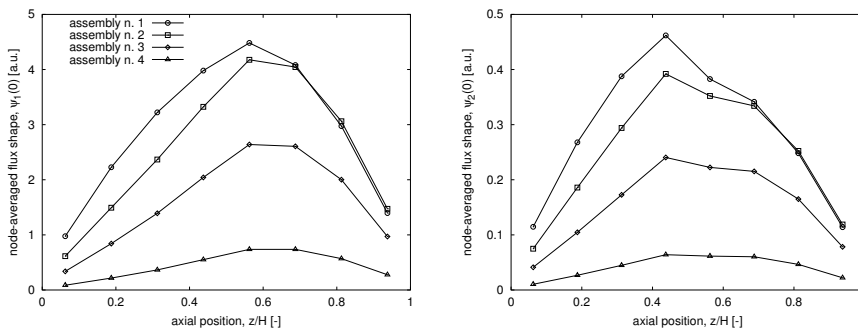 node-averaged flux shape, ψ1(0) [a.u.]
5
4
3
2
1
0
assembly n. 1
assembly n. 2
assembly n. 3
assembly n. 4
0 0.2 0.4 0.6 0.8 1
axial position, z/H [-]
node-averaged flux shape, ψ2(0) [a.u.]
0.5
0.4
0.3
0.2
0.1
0
0 0.2 0.4 0.6 0.8
axial position, z/H [-]